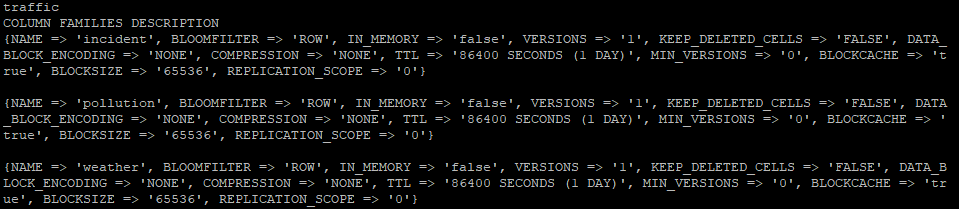 traffic
COLUMN FAMILIES DESCRIPTION
{NAME => 'incident', BLOOMFILTER => 'ROW', IN_MEMORY => 'false', VERSIONS => '1', KEEP_DELETED_CELLS => 'FALSE', DATA_
BLOCK_ENCODING => 'NONE', COMPRESSION => 'NONE', TTL => '86400 SECONDS (1 DAY)', MIN_VERSIONS => '0', BLOCKCACHE => 't
rue', BLOCKSIZE => '65536', REPLICATION_SCOPE => '0'}
{NAME => 'pollution', BLOOMFILTER => 'ROW', IN_MEMORY => 'false', VERSIONS => '1', KEEP_DELETED_CELLS => 'FALSE', DATA
_BLOCK_ENCODING => 'NONE', COMPRESSION => 'NONE', TTL => '86400 SECONDS (1 DAY)', MIN_VERSIONS => '0', BLOCKCACHE => '
true', BLOCKSIZE => '65536', REPLICATION_SCOPE => '0'}
{NAME => 'weather', BLOOMFILTER => 'ROW', IN_MEMORY => 'false', VERSIONS => '1', KEEP_DELETED_CELLS => 'FALSE', DATA_B
LOCK_ENCODING => 'NONE', COMPRESSION => 'NONE', TTL => '86400 SECONDS (1 DAY)', MIN_VERSIONS => '0', BLOCKCACHE => 'tr
ue', BLOCKSIZE => '65536', REPLICATION_SCOPE => '0'}